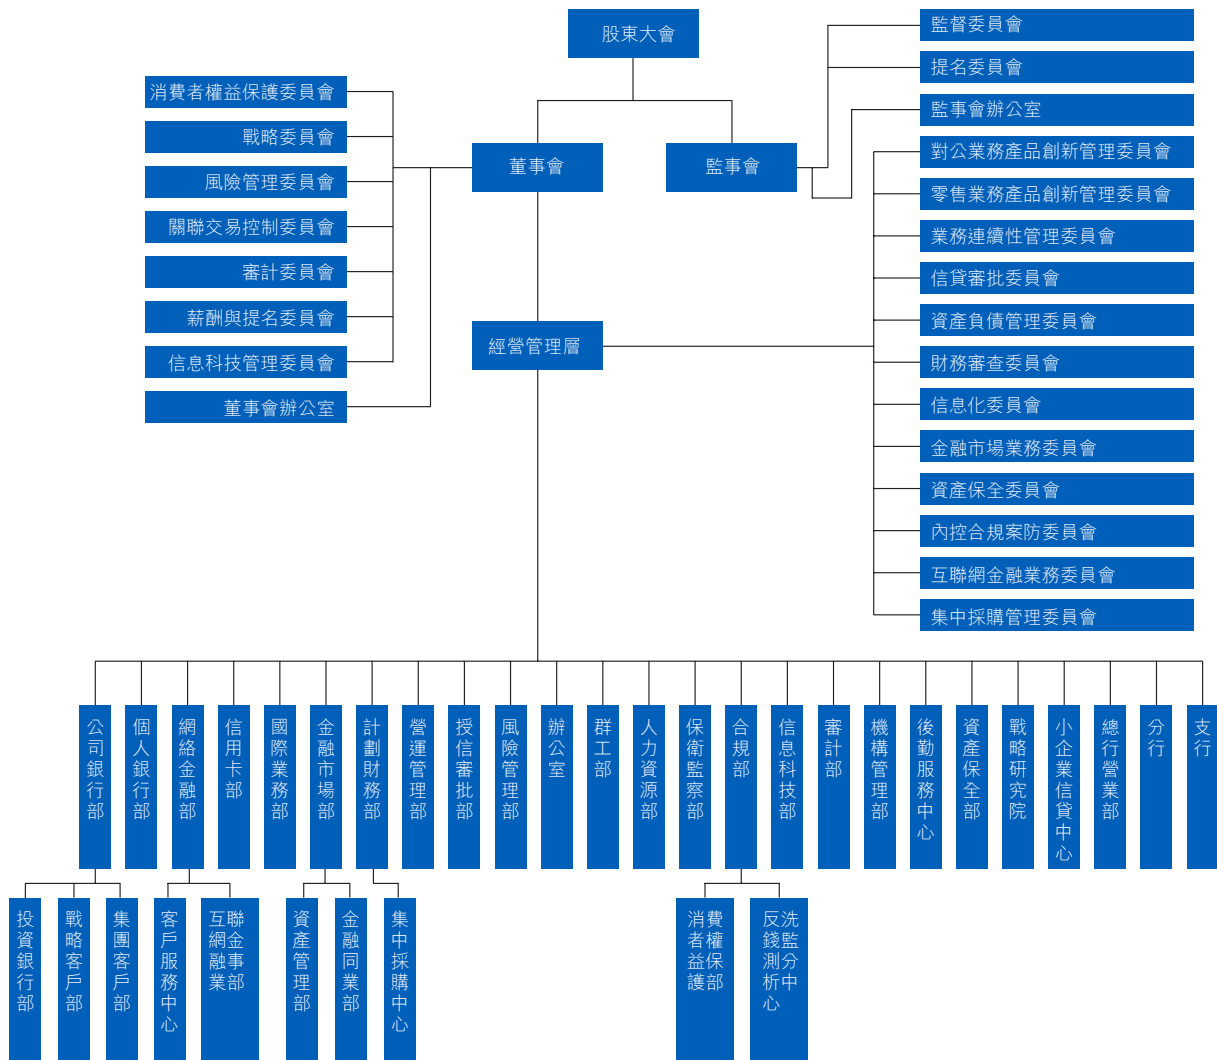 股東大會
董事會
監事會
經營管理層
消費者權益保護委員會
戰略委員會
風險管理委員會
關聯交易控制委員會
審計委員會
薪酬與提名委員會
信息科技管理委員會
董事會辦公室
監督委員會
提名委員會
監事會辦公室
對公業務產品創新管理委員會
零售業務產品創新管理委員會
業務連續性管理委員會
信貸審批委員會
資產負債管理委員會
財務審查委員會
信息化委員會
金融市場業務委員會
資產保全委員會
內控合規案防委員會
互聯網金融業務委員會
集中採購管理委員會
公司銀行部
個人銀行部
網絡金融部
信用卡部
國際業務部
金融市場部
計劃財務部
營運管理部
授信審批部
風險管理部
辦公室
群工部
人力資源部
保衛監察部
合規部
信息科技部
審計部
機構管理部
後勤服務中心
資產保全部
戰略研究院
小企業信貸中心
總行營業部
分行
支行
投資銀行部
戰略客戶部
集團客戶部
客戶服務中心
互聯網金融事業部
資產管理部
金融同業部
集中採購中心
消費者權益保護部
反洗錢監測分析中心